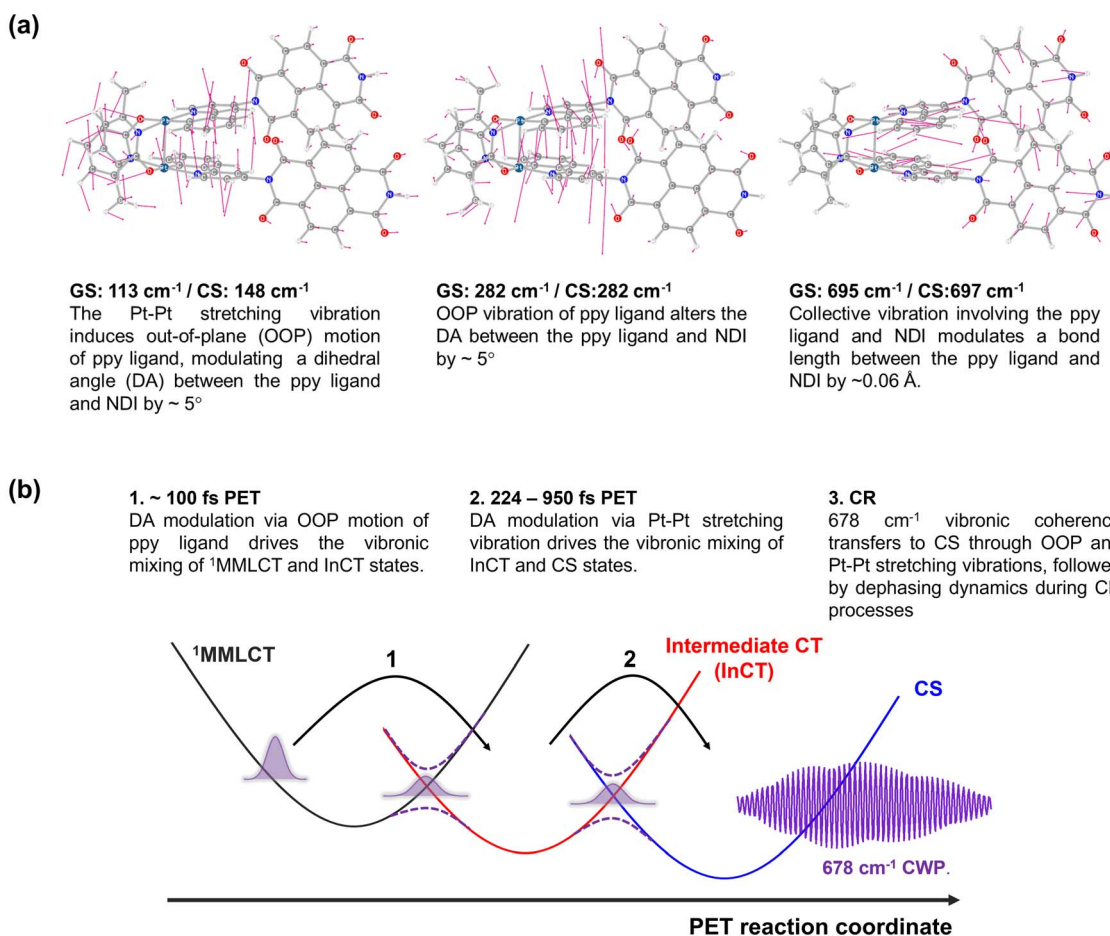 (a)
GS: 113 cm⁻¹ / CS: 148 cm⁻¹
The Pt-Pt stretching vibration
induces out-of-plane (OOP) motion
of ppy ligand, modulating a dihedral
angle (DA) between the ppy ligand
and NDI by ~ 5°
GS: 282 cm⁻¹ / CS:282 cm⁻¹
OOP vibration of ppy ligand alters the
DA between the ppy ligand and NDI
by ~ 5°
GS: 695 cm⁻¹ / CS:697 cm⁻¹
Collective vibration involving the ppy
ligand and NDI modulates a bond
length between the ppy ligand and
NDI by ~0.06 Å.
(b)
1. ~ 100 fs PET
DA modulation via OOP motion of
ppy ligand drives the vibronic
mixing of ¹MMLCT and InCT states.
2. 224 – 950 fs PET
DA modulation via Pt-Pt stretching
vibration drives the vibronic mixing of
InCT and CS states.
3. CR
678 cm⁻¹ vibronic coherenc
transfers to CS through OOP an
Pt-Pt stretching vibrations, followe
by dephasing dynamics during C
processes
¹MMLCT
1
2
Intermediate CT
(InCT)
CS
678 cm⁻¹ CWP.
PET reaction coordinate